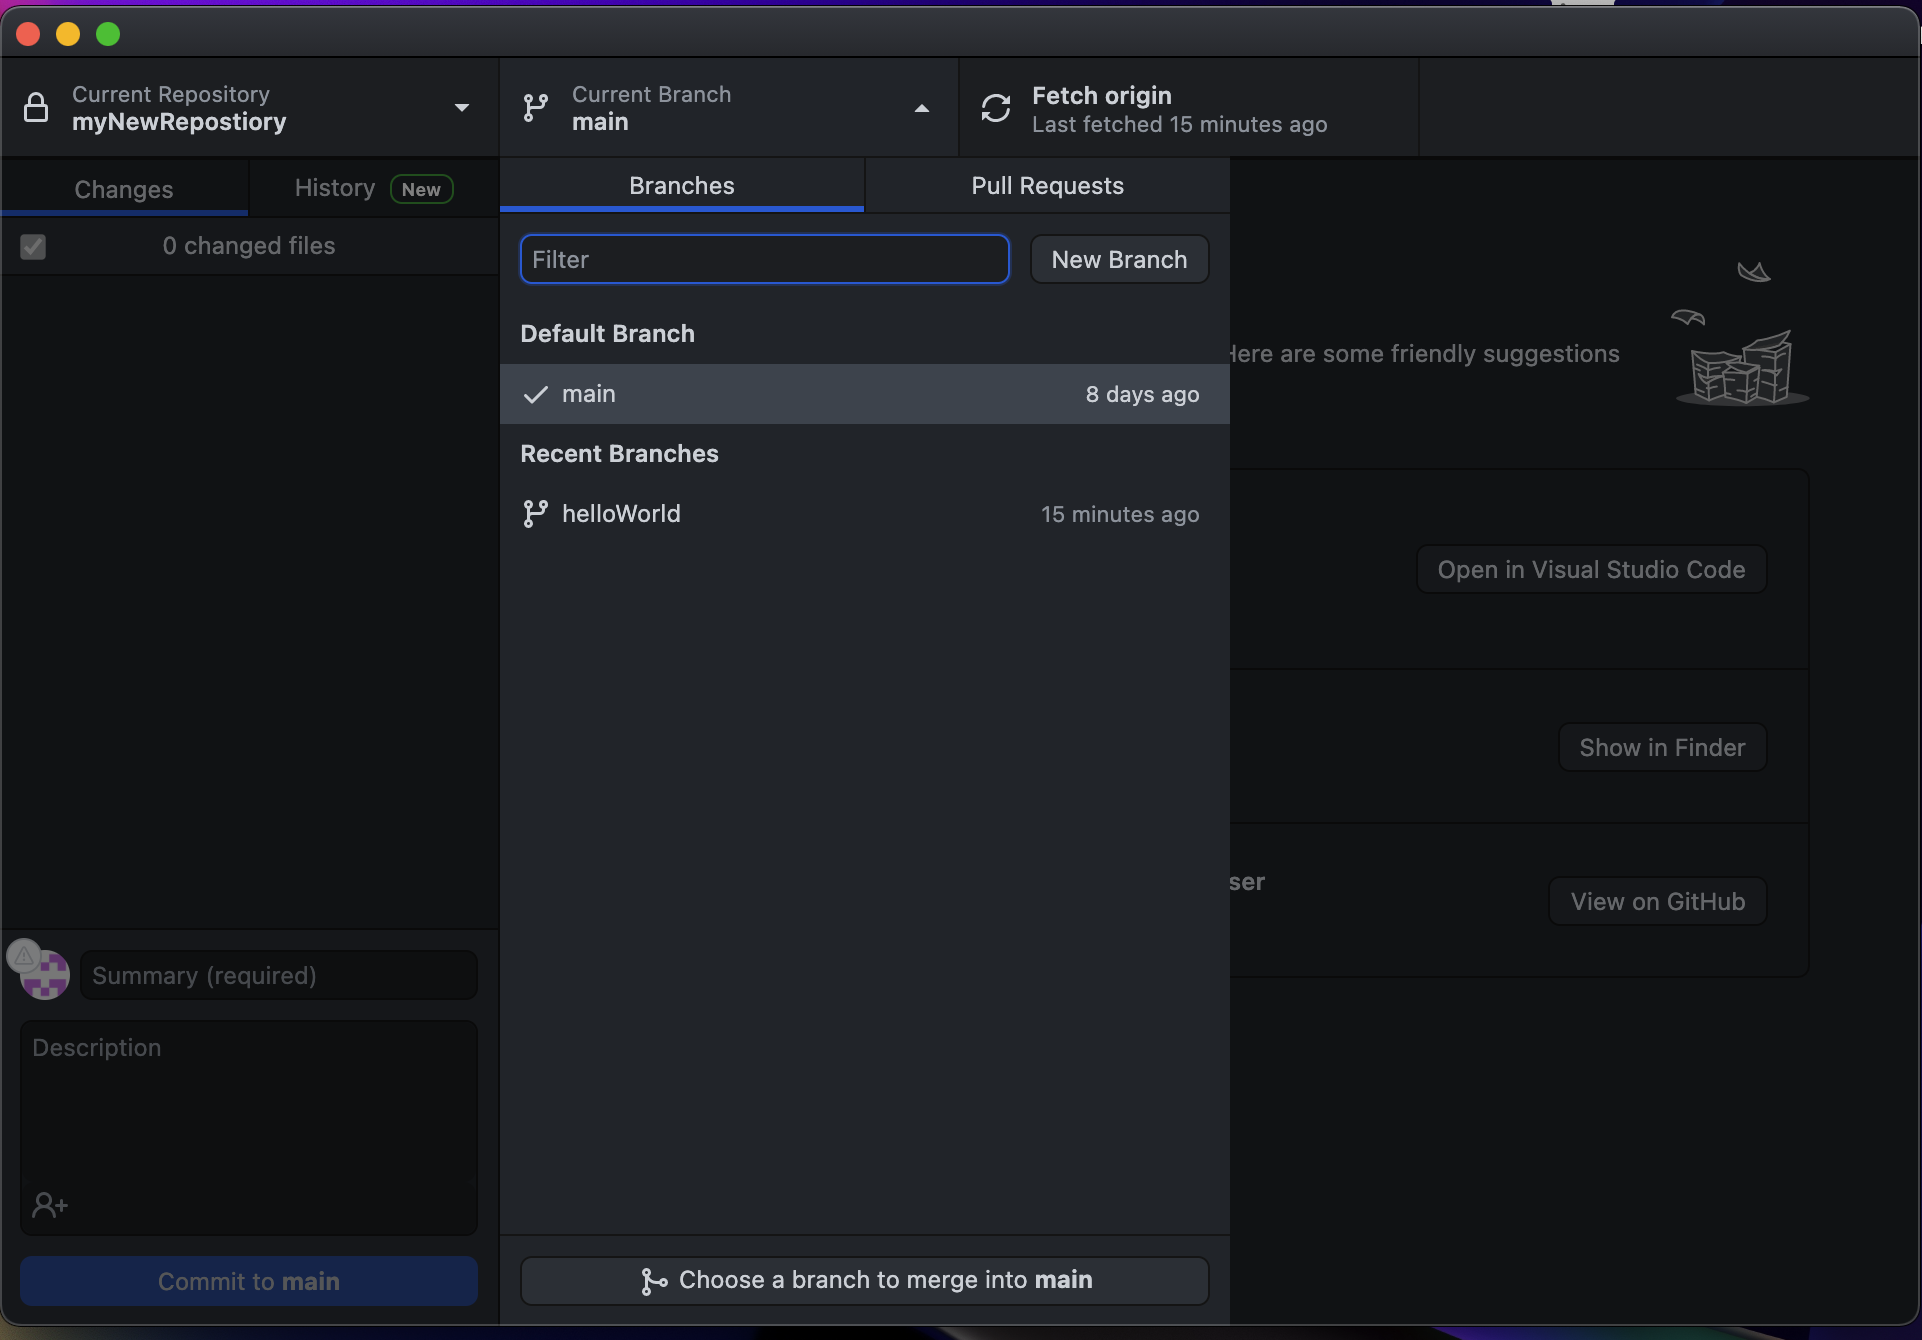 Current Repository
myNewRepostiory
Current Branch
main
Fetch origin
Last fetched 15 minutes ago
Changes
History New
0 changed files
Summary (required)
Description
Commit to main
Branches
Pull Requests
Filter
New Branch
Default Branch
main 8 days ago
Recent Branches
helloWorld 15 minutes ago
Choose a branch to merge into main
Here are some friendly suggestions
Open in Visual Studio Code
Show in Finder
ser
View on GitHub